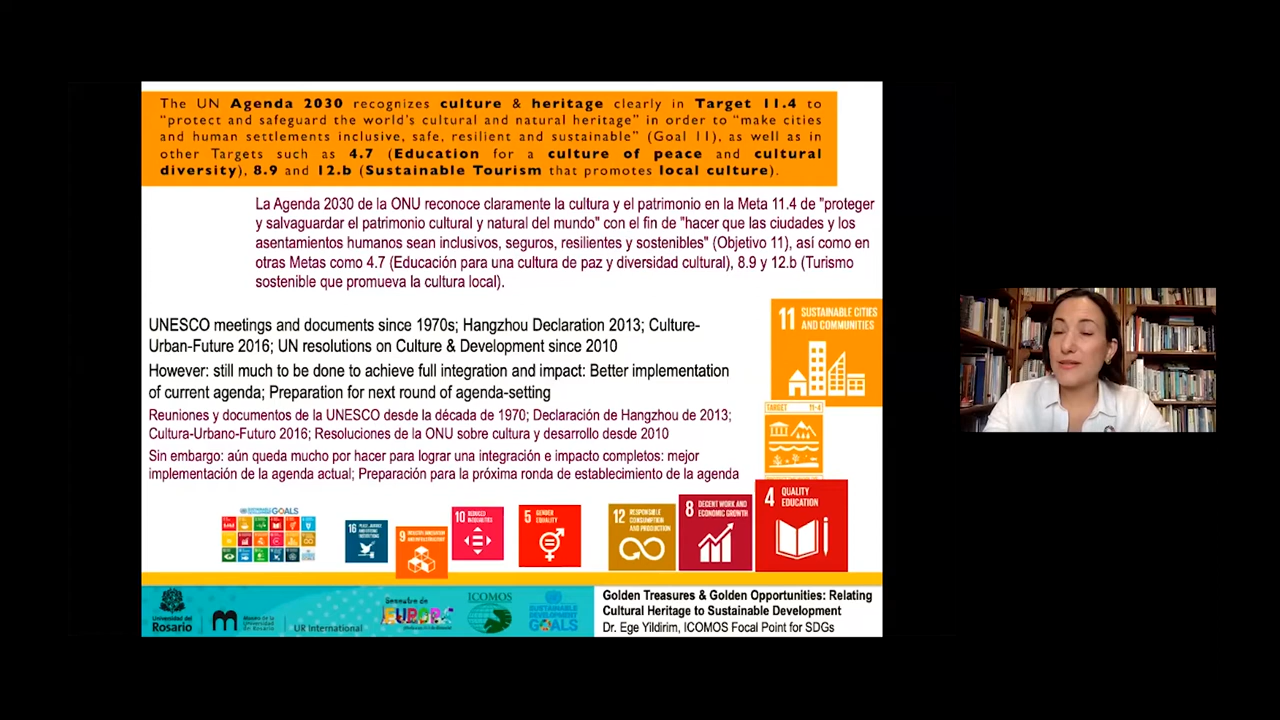 The UN Agenda 2030 recognizes culture & heritage clearly in Target 11.4 to
"protect and safeguard the world's cultural and natural heritage" in order to "make cities
and human settlements inclusive, safe, resilient and sustainable" (Goal 11), as well as in
other Targets such as 4.7 (Education for a culture of peace and cultural
diversity), 8.9 and 12.b (Sustainable Tourism that promotes local culture).
La Agenda 2030 de la ONU reconoce claramente la cultura y el patrimonio en la Meta 11.4 de "proteger
y salvaguardar el patrimonio cultural y natural del mundo" con el fin de "hacer que las ciudades y los
asentamientos humanos sean inclusivos, seguros, resilientes y sostenibles" (Objetivo 11), así como en
otras Metas como 4.7 (Educación para una cultura de paz y diversidad cultural), 8.9 y 12.b (Turismo
sostenible que promueva la cultura local).
UNESCO meetings and documents since 1970s; Hangzhou Declaration 2013; Culture-
Urban-Future 2016; UN resolutions on Culture & Development since 2010
However: still much to be done to achieve full integration and impact: Better implementation
of current agenda; Preparation for next round of agenda-setting
Reuniones y documentos de la UNESCO desde la década de 1970; Declaración de Hangzhou de 2013;
Cultura-Urbano-Futuro 2016; Resoluciones de la ONU sobre cultura y desarrollo desde 2010
Sin embargo: aún queda mucho por hacer para lograr una integración e impacto completos: mejor
implementación de la agenda actual; Preparación para la próxima ronda de establecimiento de la agenda
11 SUSTAINABLE CITIES
AND COMMUNITIES
TARGET 11-4
GOALS
16
9
10 REDUCED
INEQUALITIES
5 GENDER
EQUALITY
12 RESPONSIBLE
CONSUMPTION
AND PRODUCTION
8 DECENT WORK AND
ECONOMIC GROWTH
4 QUALITY
EDUCATION
Universidad del
Rosario
Museo de la
Universidad del
Rosario
UR International
Descubre
EUROPA
ICOMOS
SUSTAINABLE
DEVELOPMENT
GOALS
Golden Treasures & Golden Opportunities: Relating
Cultural Heritage to Sustainable Development
Dr. Ege Yildirim, ICOMOS Focal Point for SDGs